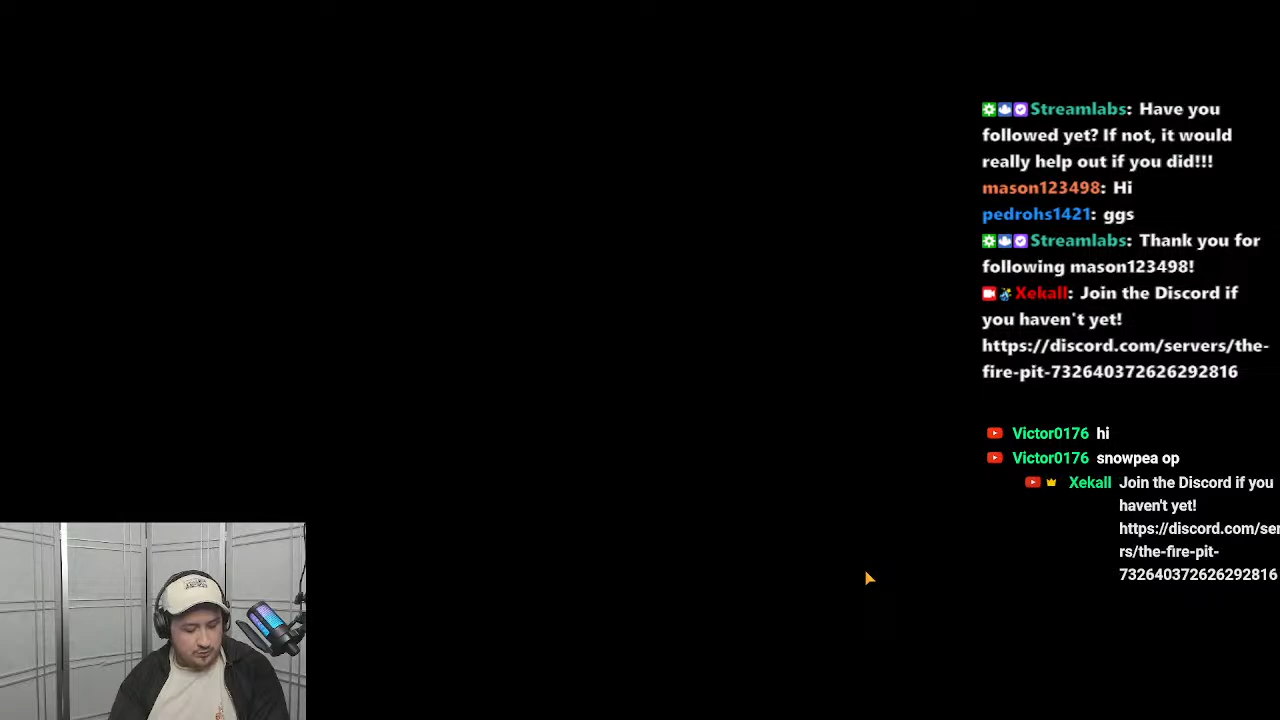 Streamlabs: Have you
followed yet? If not, it would
really help out if you did!!!
mason123498: Hi
pedrohs1421: ggs
Streamlabs: Thank you for
following mason123498!
Xekall: Join the Discord if
you haven't yet!
https://discord.com/servers/the-
fire-pit-732640372626292816
Victor0176 hi
Victor0176 snowpea op
Xekall Join the Discord if you
haven't yet!
https://discord.com/ser
rs/the-fire-pit-
732640372626292816